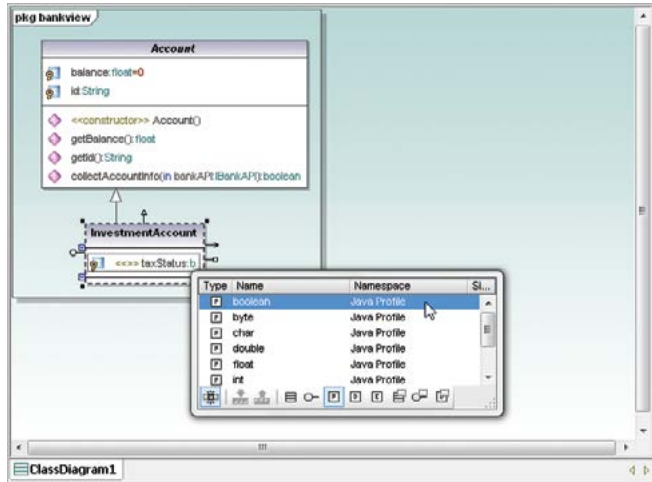 pkg bankview
Account
balance:float=0
id:String
<<constructor>> Account()
getBalance():float
getId():String
collectAccountInfo(in bankAPI:IBankAPI):boolean
InvestmentAccount
<<>> taxStatus:b
Type Name Namespace Si...
boolean Java Profile
byte Java Profile
char Java Profile
double Java Profile
float Java Profile
int Java Profile
ClassDiagram1